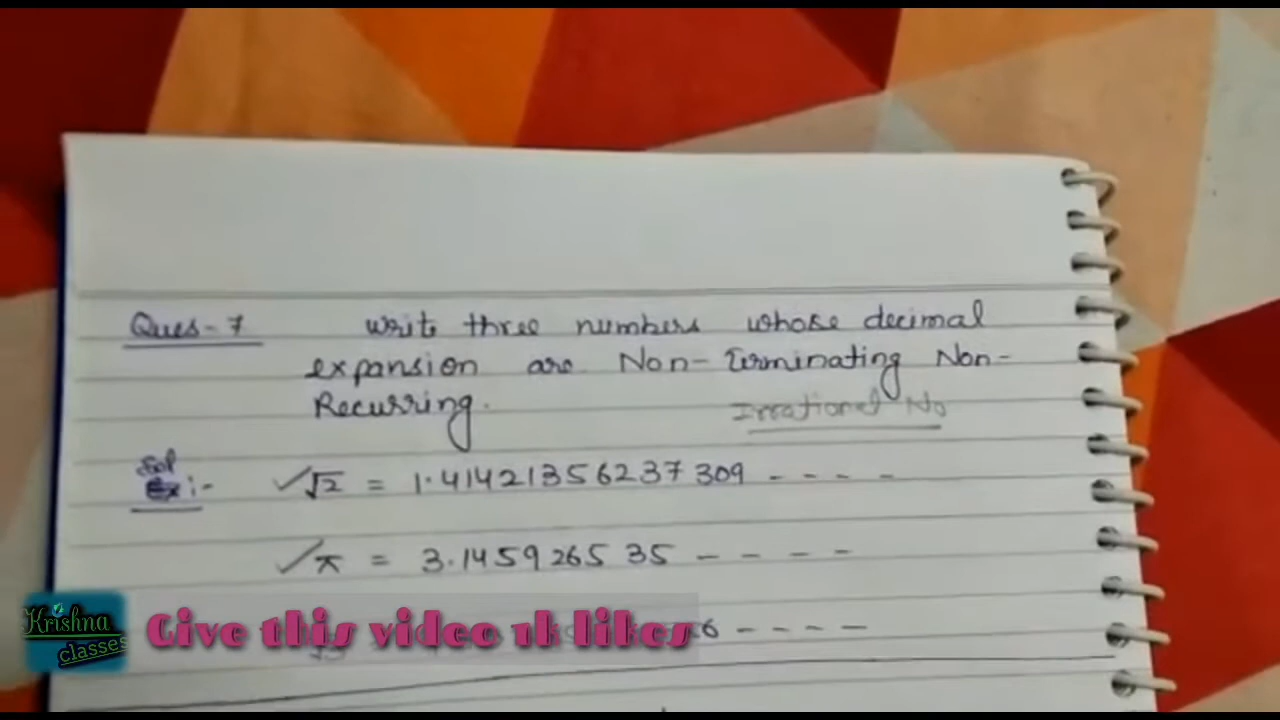 Ques-7 Write three numbers whose decimal
expansion are Non-Terminating Non-
Recurring.
Irrational No
Sol :-
✓√2 = 1.41421356237309 - - - -
✓π = 3.1459265 35 - - - -
6 - - - -
Krishna
classes
Give this video 1k likes